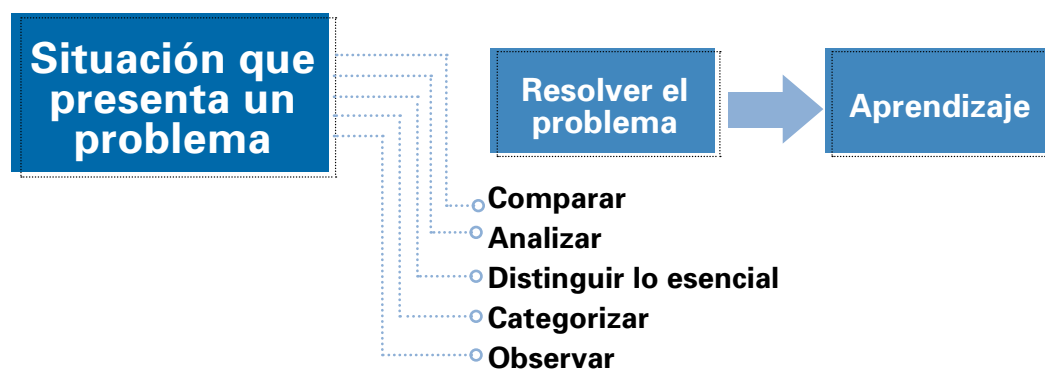 Situación que
presenta un
problema
Resolver el
problema
Aprendizaje
Comparar
Analizar
Distinguir lo esencial
Categorizar
Observar